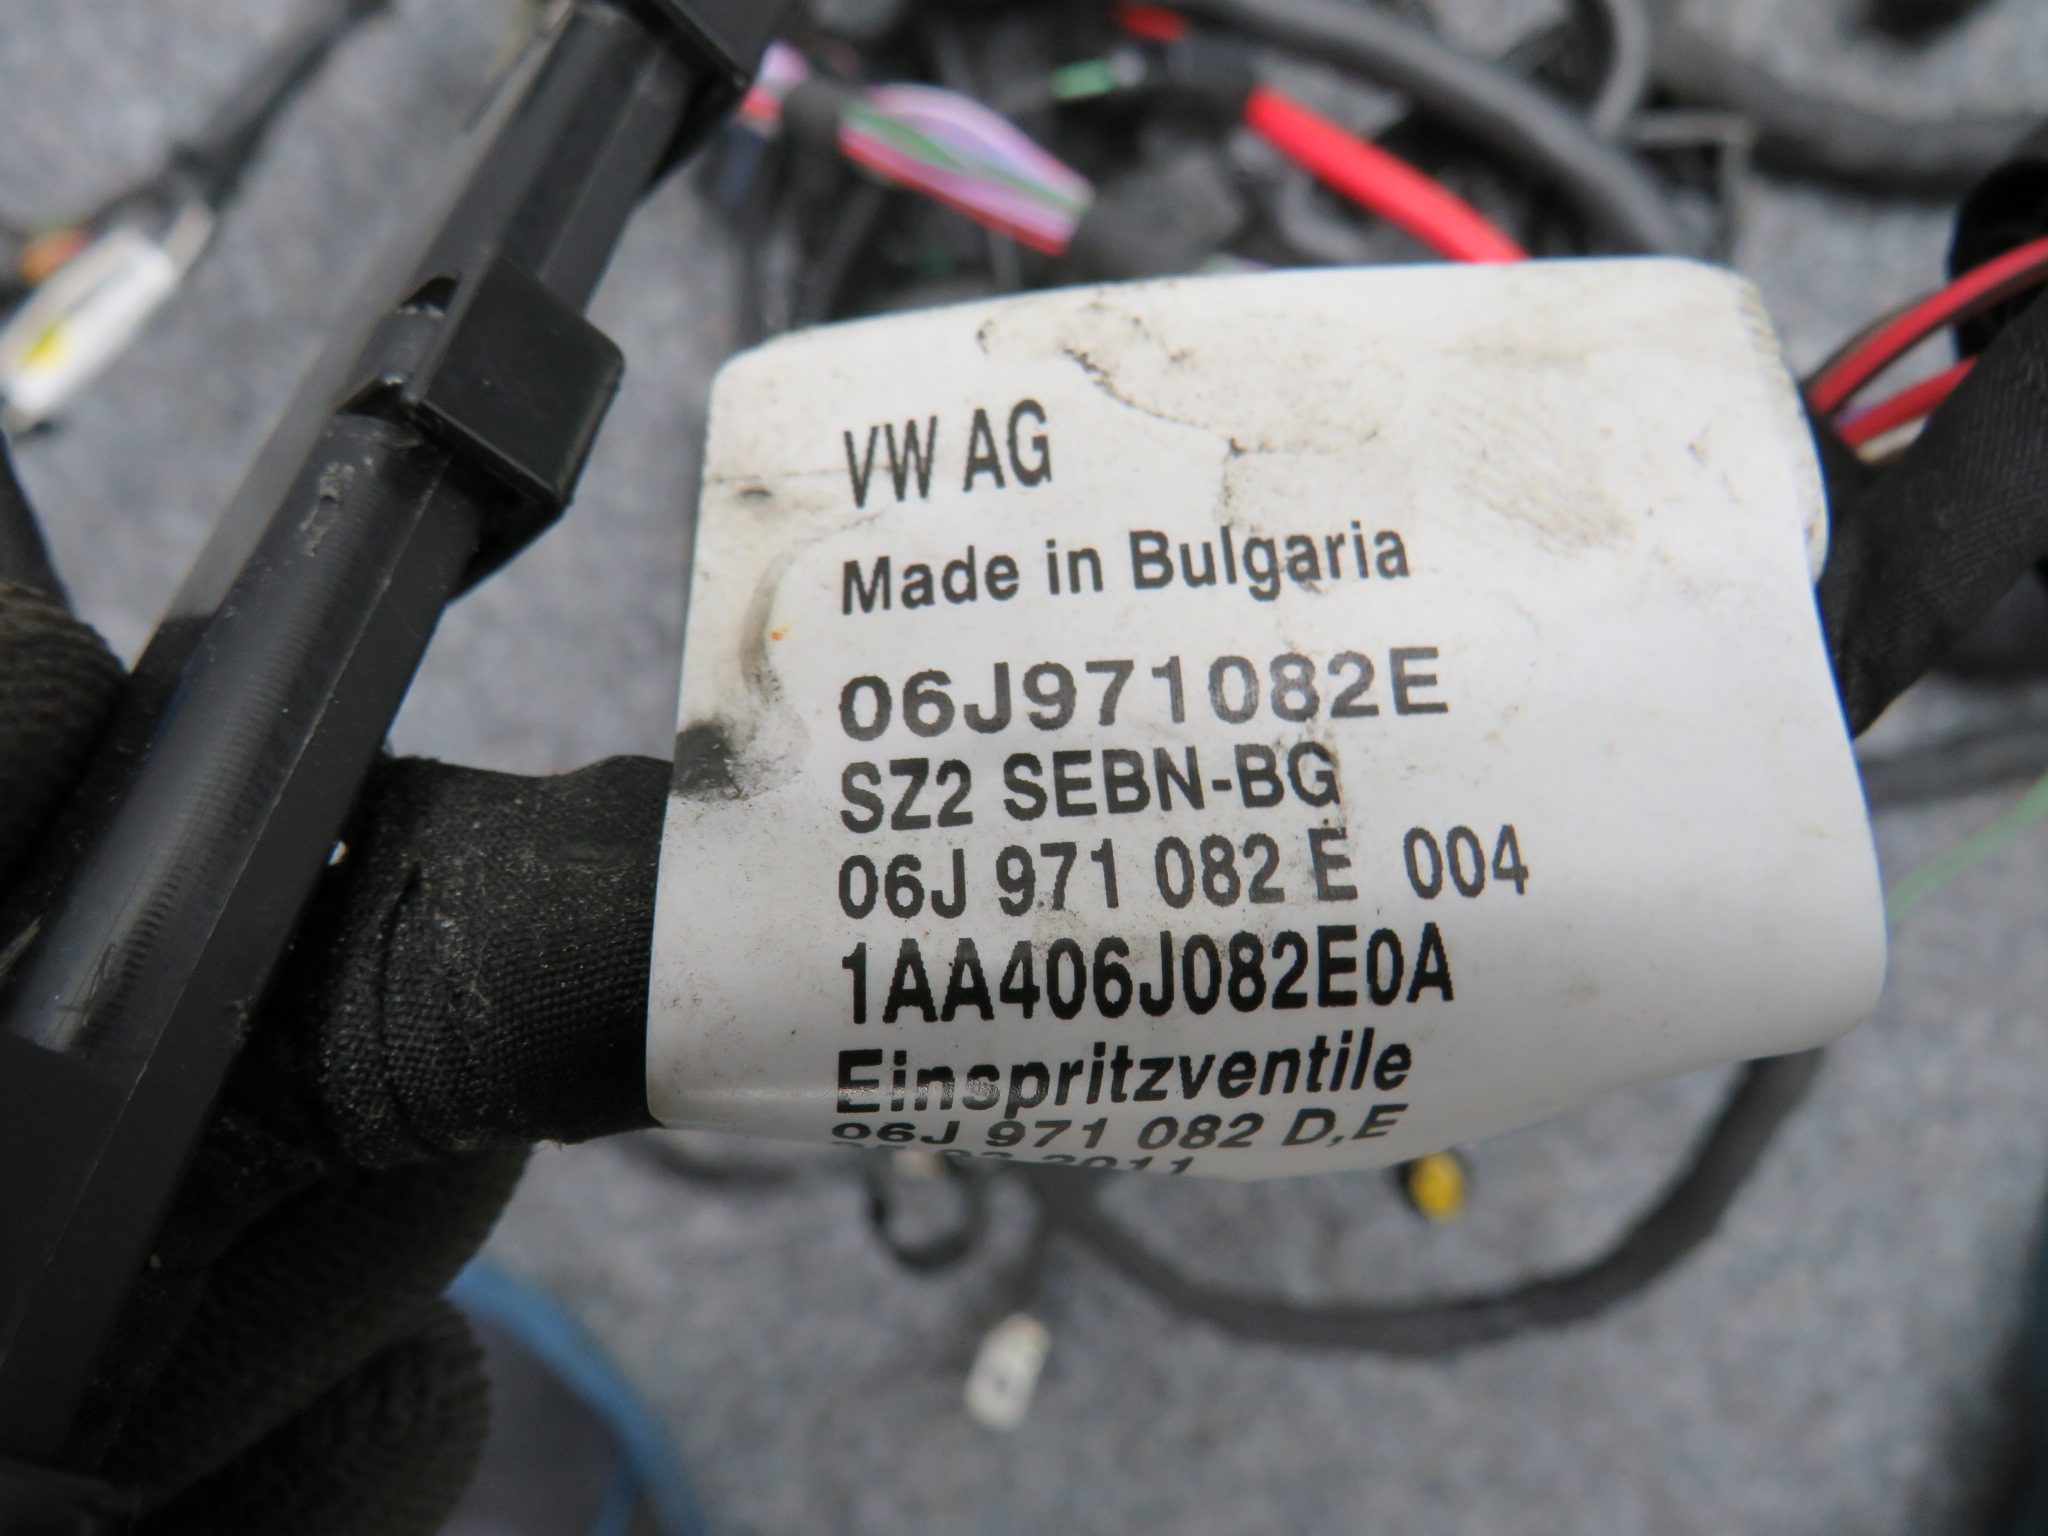 VW AG
Made in Bulgaria
06J971082E
SZ2 SEBN-BG
06J 971 082 E 004
1AA406J082E0A
Einspritzventile
06J 971 082 D,E